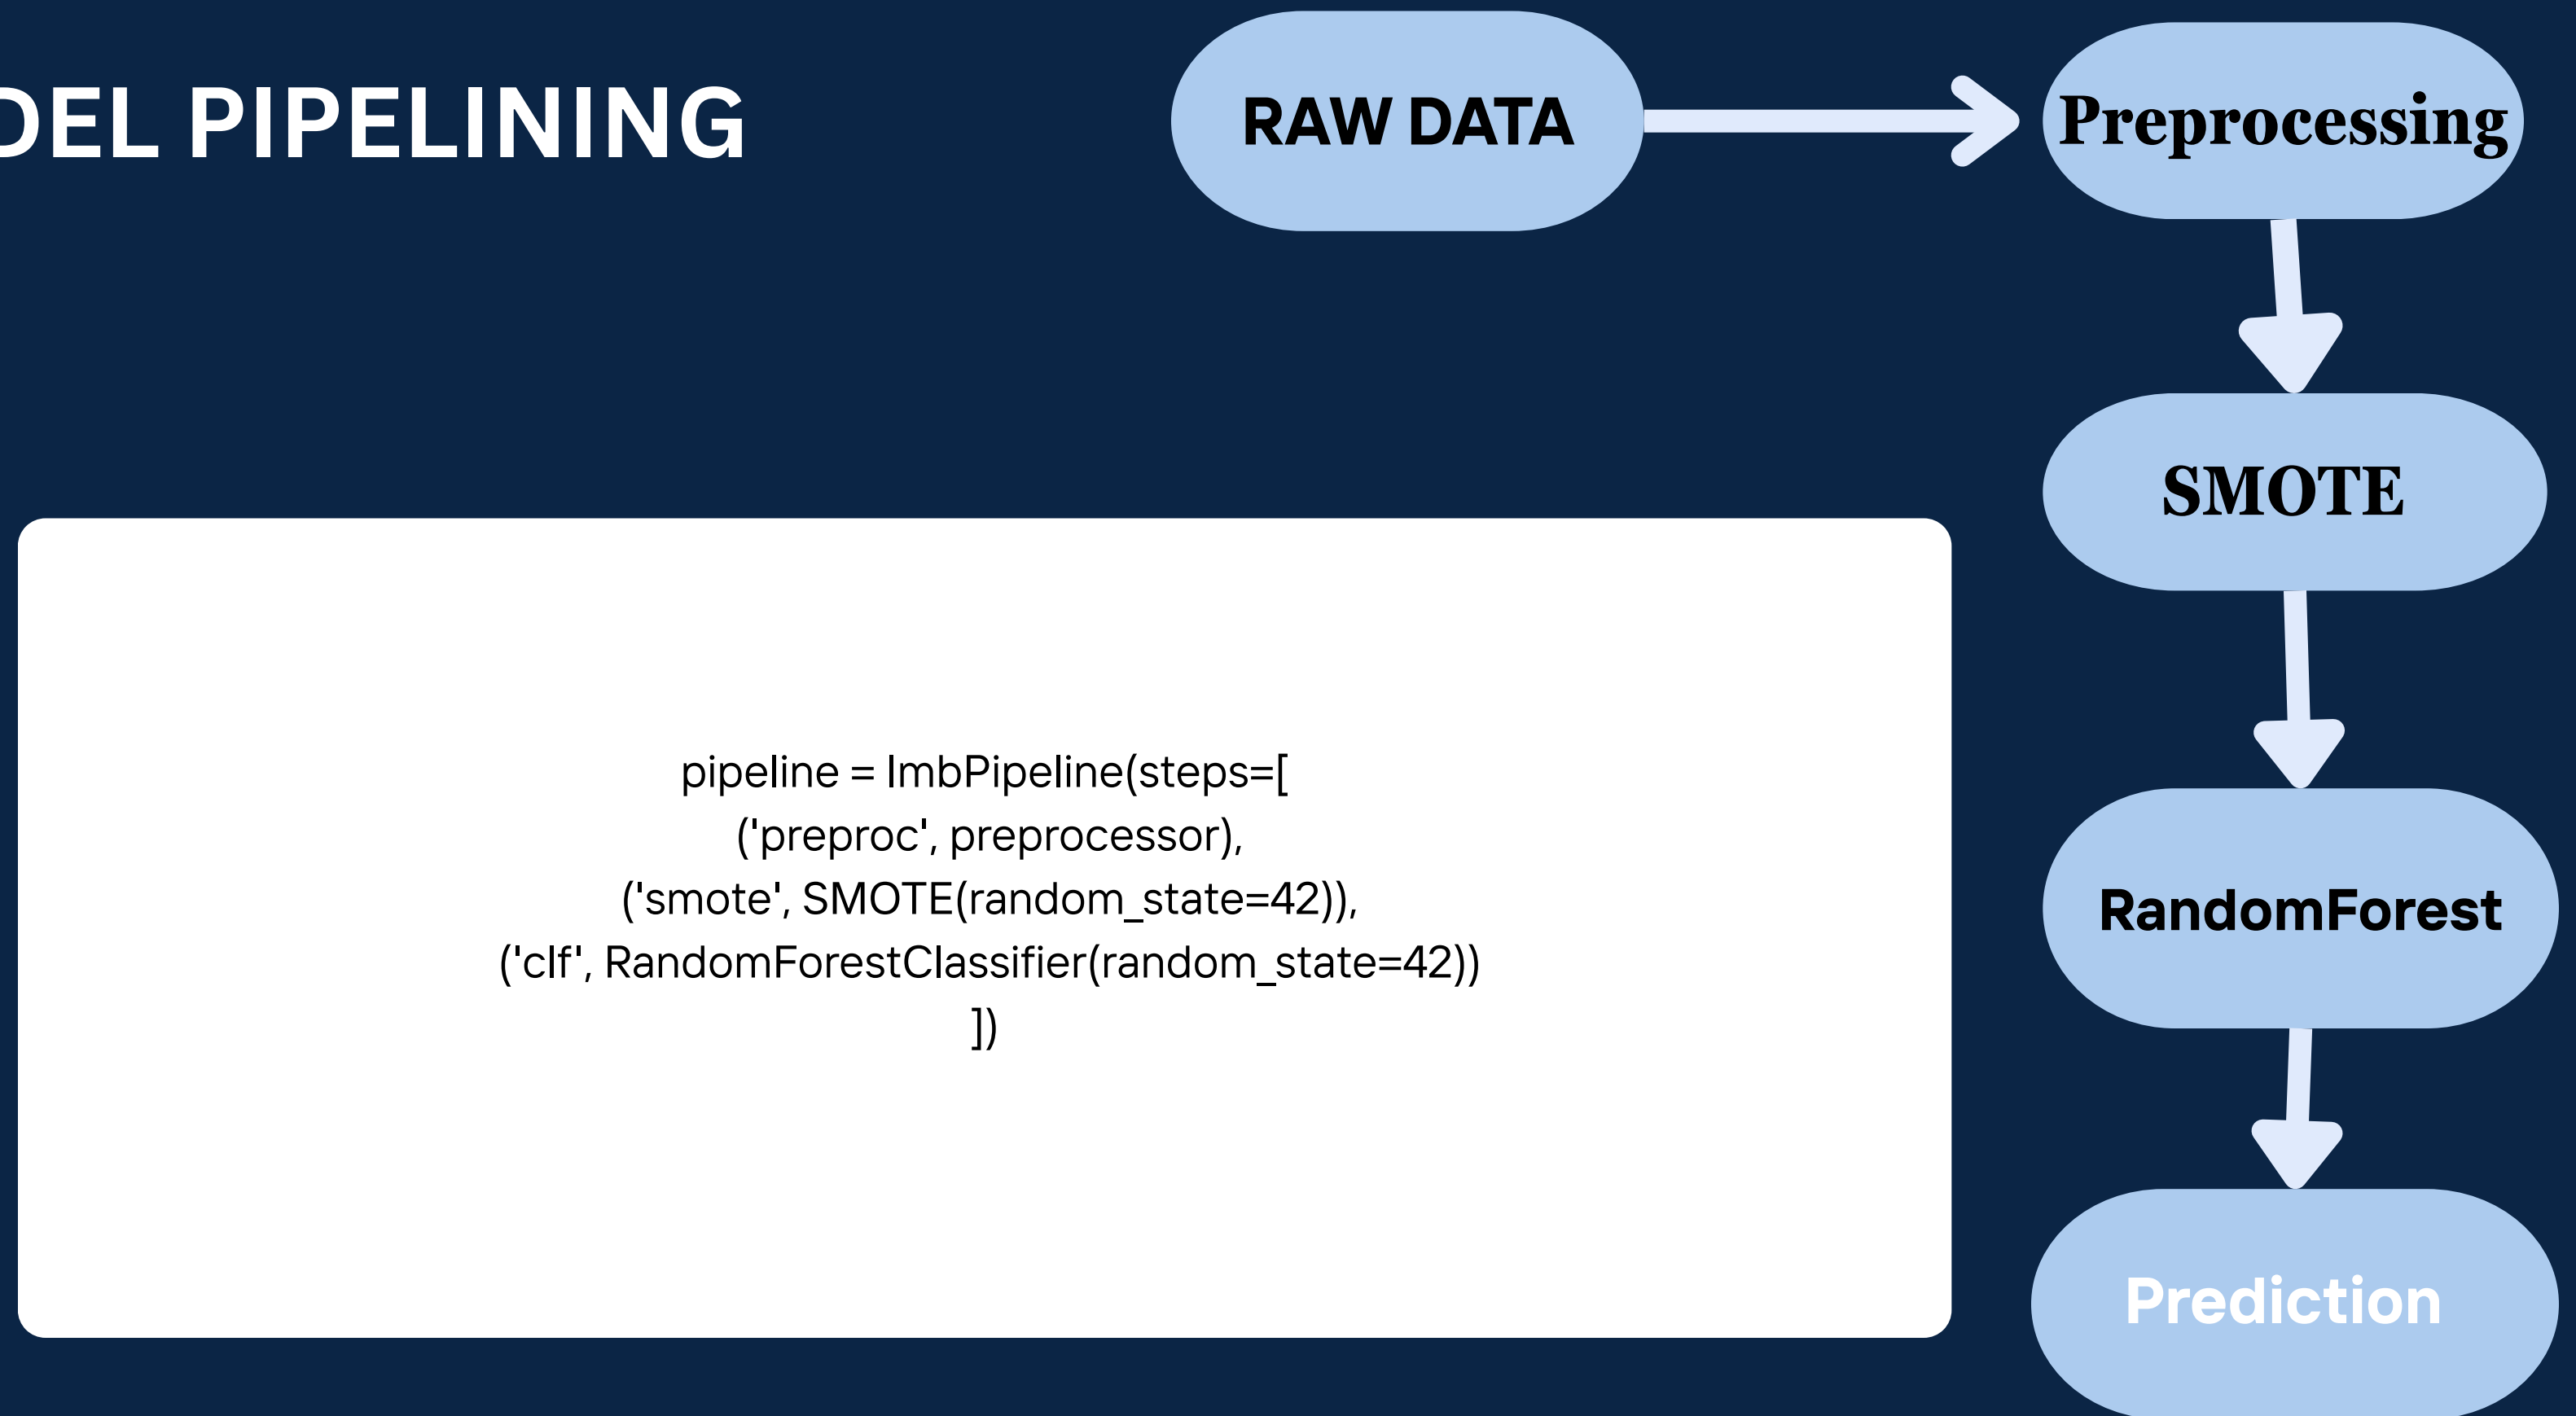 DEL PIPELINING
RAW DATA
Preprocessing
SMOTE
RandomForest
Prediction
pipeline = ImbPipeline(steps=[
('preproc', preprocessor),
('smote', SMOTE(random_state=42)),
('clf', RandomForestClassifier(random_state=42))
])